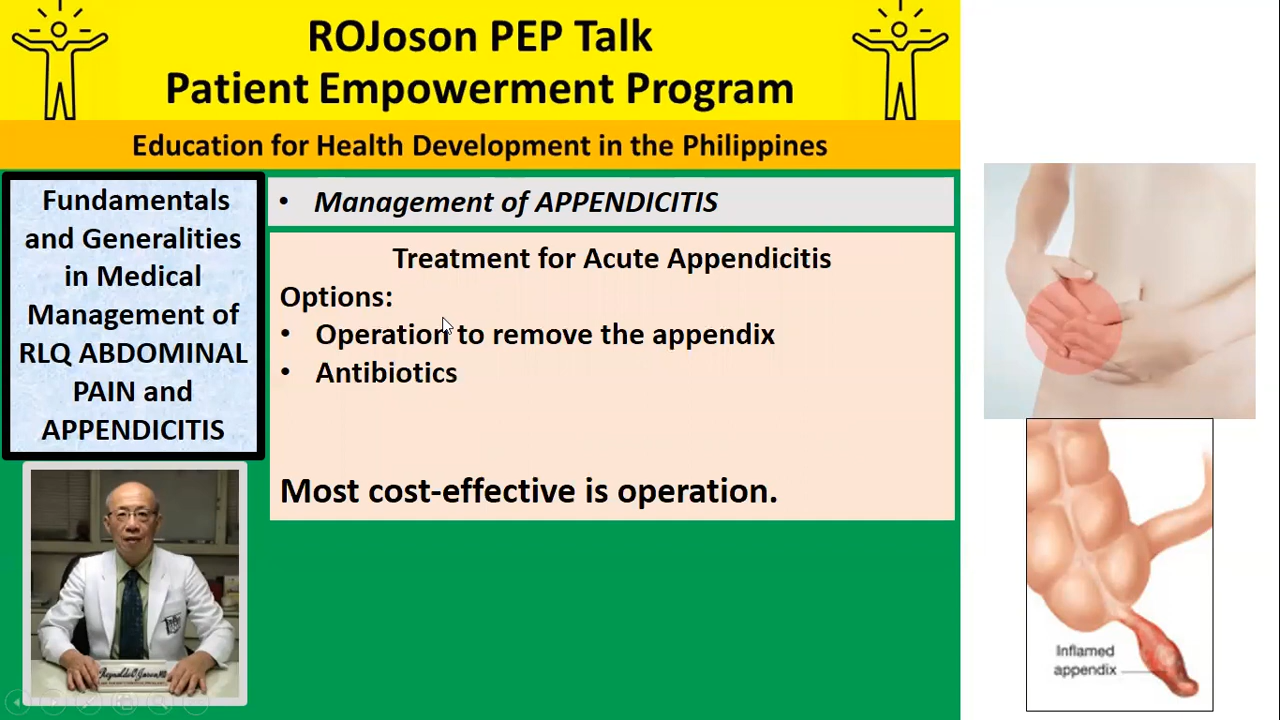 ROJoson PEP Talk
Patient Empowerment Program
Education for Health Development in the Philippines
Fundamentals
and Generalities
in Medical
Management of
RLQ ABDOMINAL
PAIN and
APPENDICITIS
• Management of APPENDICITIS
Treatment for Acute Appendicitis
Options:
• Operation to remove the appendix
• Antibiotics
Most cost-effective is operation.
Inflamed
appendix